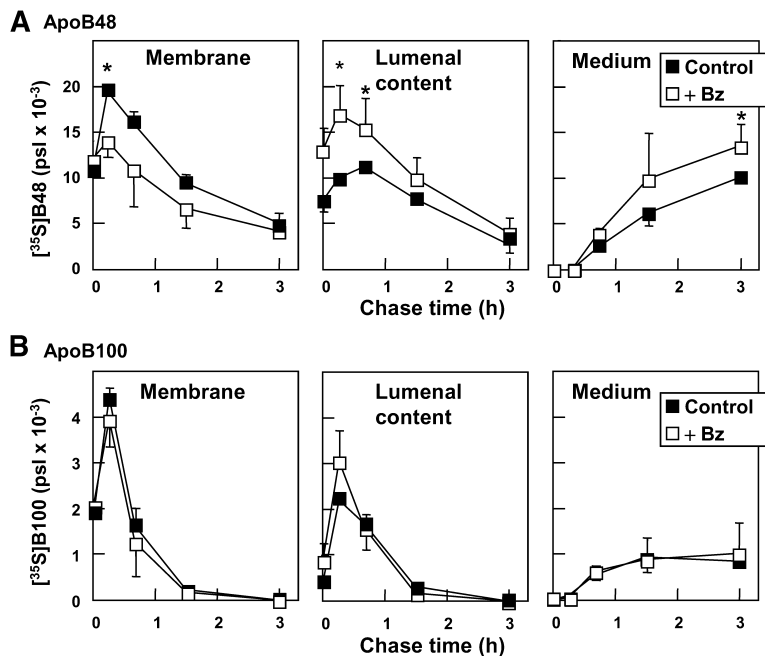 A ApoB48
Membrane
Lumenal
content
Medium
Control
+ Bz
*
*
*
*
[³⁵S]B48 (psl x 10⁻³)
20
15
10
5
0
0 1 2 3
0 1 2 3
0 1 2 3
Chase time (h)
B ApoB100
Membrane
Lumenal
content
Medium
Control
+ Bz
[³⁵S]B100 (psl x 10⁻³)
4
3
2
1
0
0 1 2 3
0 1 2 3
0 1 2 3
Chase time (h)